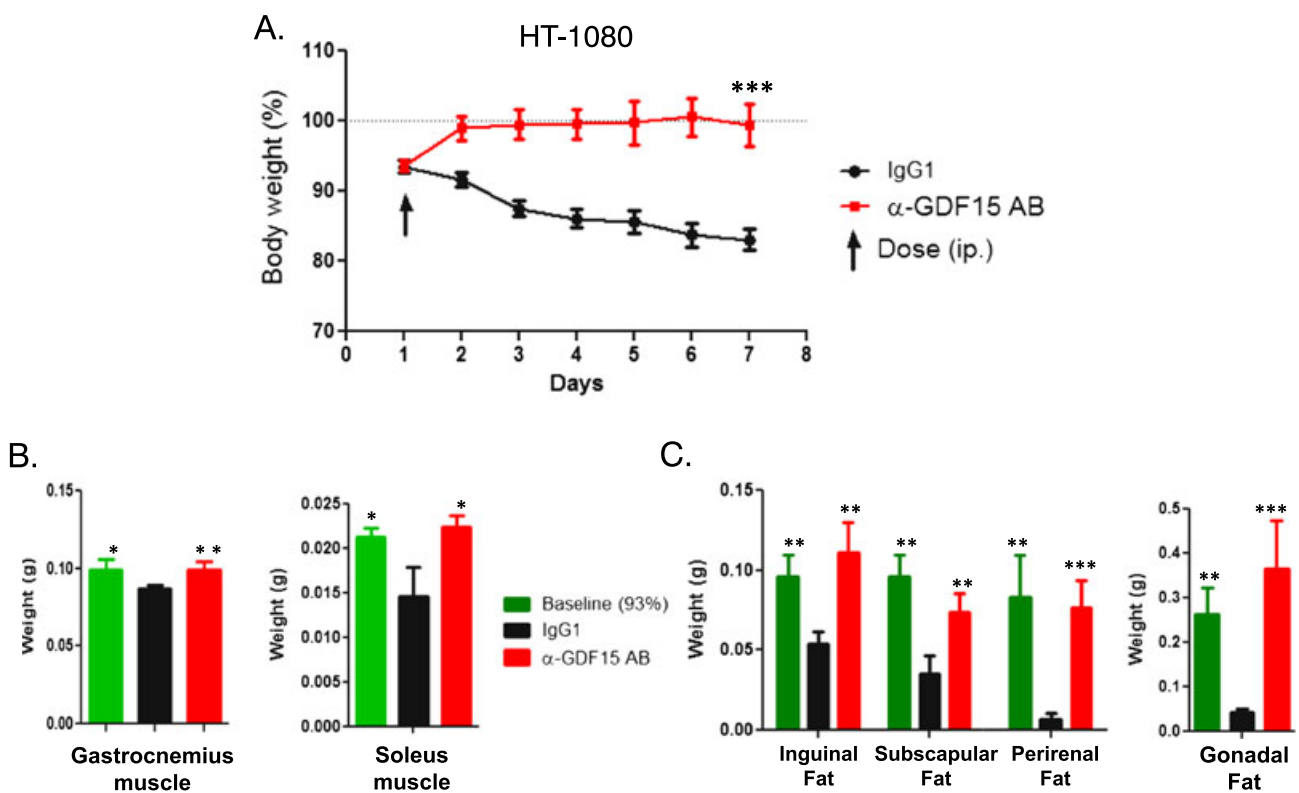 A.
HT-1080
110
100
90
80
70
Body weight (%)
***
0 1 2 3 4 5 6 7 8
Days
IgG1
α-GDF15 AB
Dose (ip.)
B.
0.15
0.10
0.05
0.00
Weight (g)
* * *
Gastrocnemius
muscle
0.025
0.020
0.015
0.010
0.005
0.000
Weight (g)
* *
Soleus
muscle
Baseline (93%)
IgG1
α-GDF15 AB
C.
0.15
0.10
0.05
0.00
Weight (g)
** ** ** ** ** ***
Inguinal
Fat
Subscapular
Fat
Perirenal
Fat
0.5
0.4
0.3
0.2
0.1
0.0
Weight (g)
** ***
Gonadal
Fat